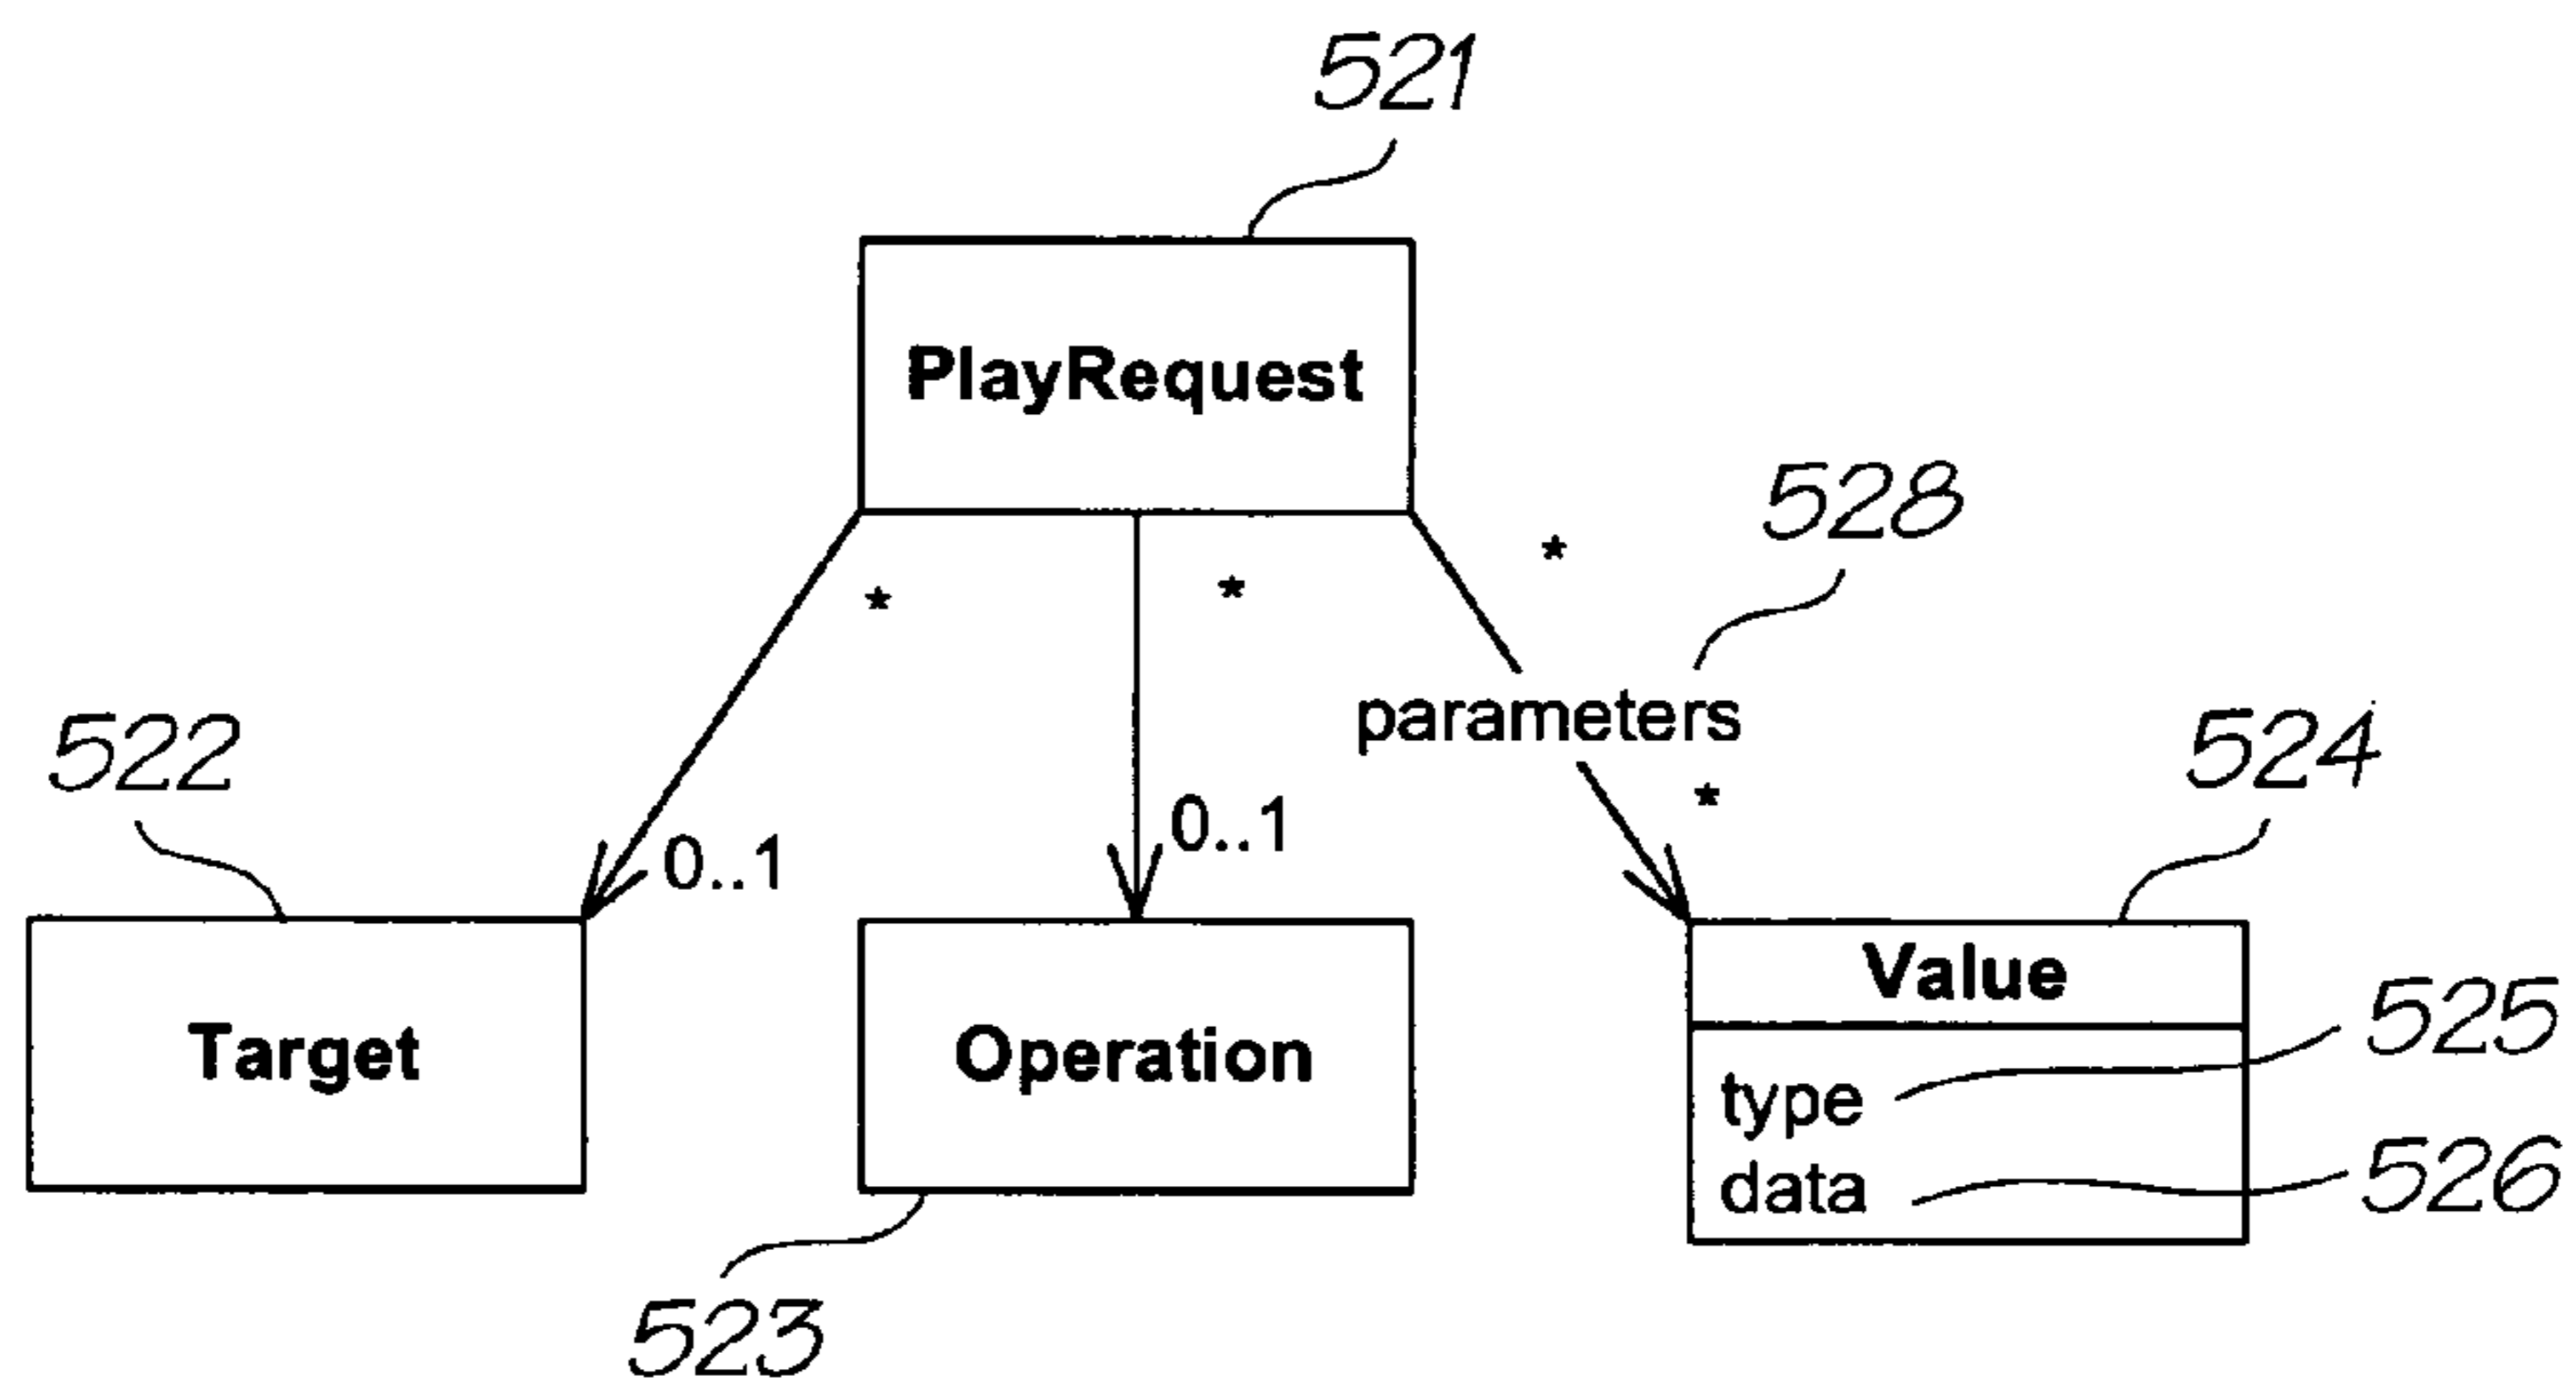 521
PlayRequest
528
* * *
parameters
522
524
*
0..1 0..1
Value
525
Target
Operation
type
data
526
523